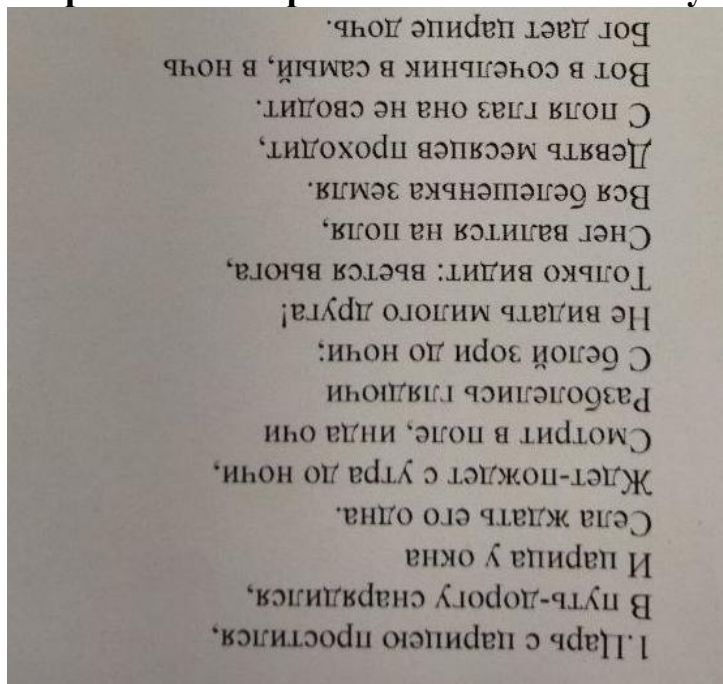 1.Царь с царицею простился,
В путь-дорогу снарядился,
И царица у окна
Села ждать его одна.
Ждет-пождет с утра до ночи,
Смотрит в поле, инда очи
Разболелись глядючи
С белой зори до ночи;
Не видать милого друга!
Только видит: вьется вьюга,
Снег валится на поля,
Вся белешенька земля.
Девять месяцев проходит,
С поля глаз она не сводит.
Вот в сочельник в самый, в ночь
Бог дает царице дочь.